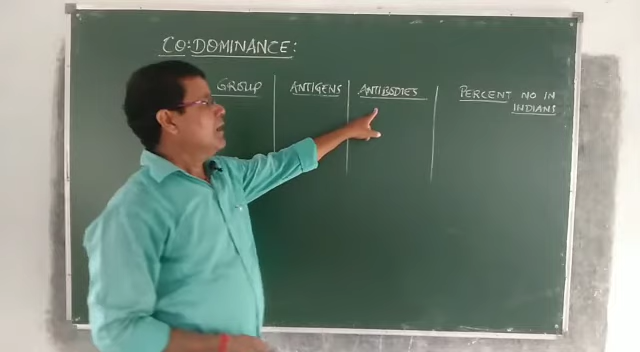 CO:DOMINANCE:
GROUP ANTIGENS ANTIBODIES PERCENT NO IN
INDIANS